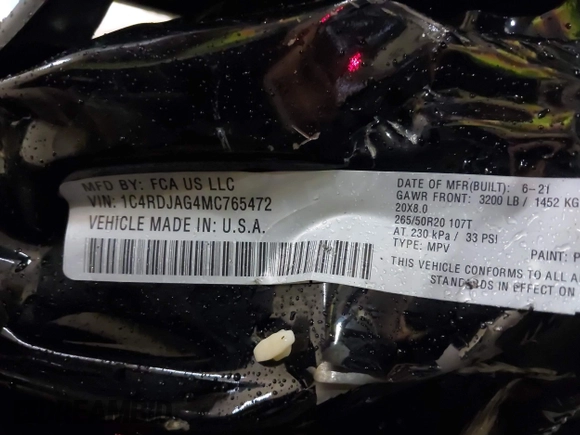 MFD BY: FCA US LLC
VIN: 1C4RDJAG4MC765472
VEHICLE MADE IN: U.S.A.
DATE OF MFR(BUILT): 6-21
GAWR FRONT: 3200 LB / 1452 KG
20X8.0
265/50R20 107T
AT 230 kPa / 33 PSI
TYPE: MPV
PAINT: P
THIS VEHICLE CONFORMS TO ALL A
STANDARDS IN EFFECT ON